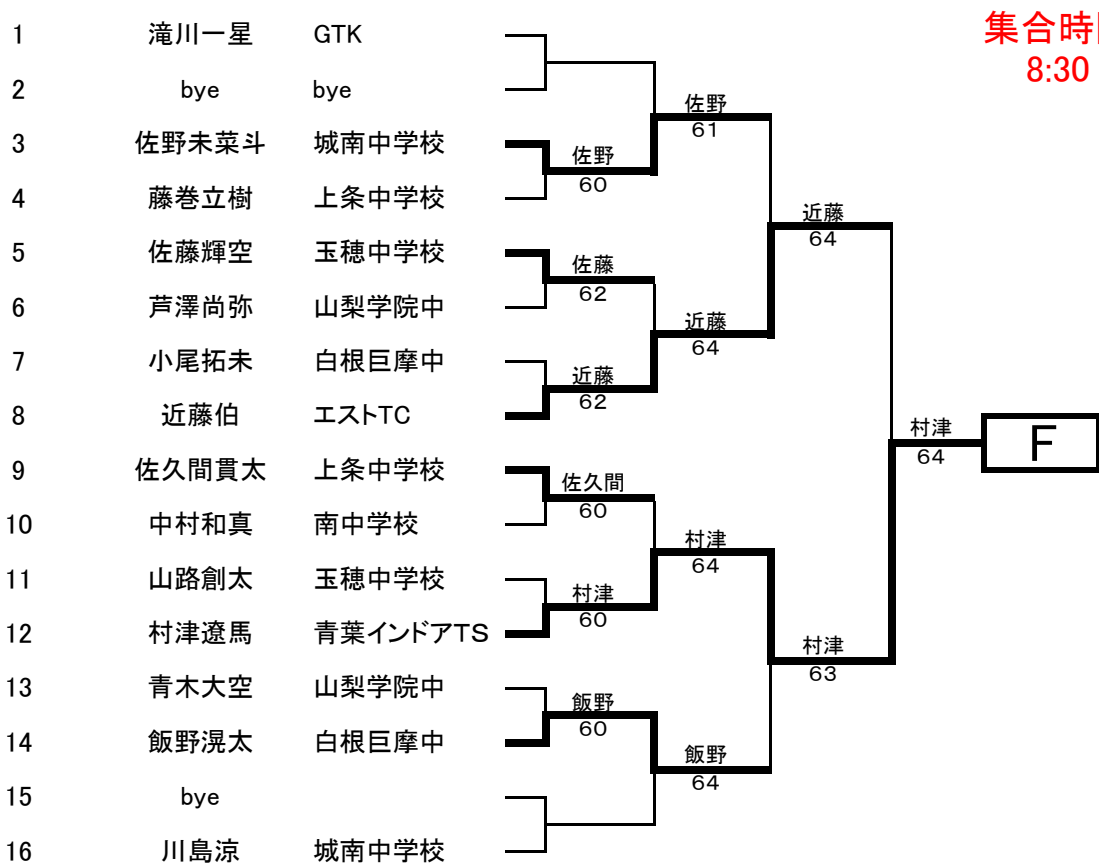 集合時
8:30
1 滝川一星 GTK
2 bye bye
3 佐野未菜斗 城南中学校
4 藤巻立樹 上条中学校
5 佐藤輝空 玉穂中学校
6 芦澤尚弥 山梨学院中
7 小尾拓未 白根巨摩中
8 近藤伯 エストTC
9 佐久間貫太 上条中学校
10 中村和真 南中学校
11 山路創太 玉穂中学校
12 村津遼馬 青葉インドアTS
13 青木大空 山梨学院中
14 飯野滉太 白根巨摩中
15 bye
16 川島涼 城南中学校
佐野
60
佐藤
62
近藤
62
佐久間
60
村津
60
飯野
60
佐野
61
近藤
64
村津
64
飯野
64
近藤
64
村津
63
村津
64
F